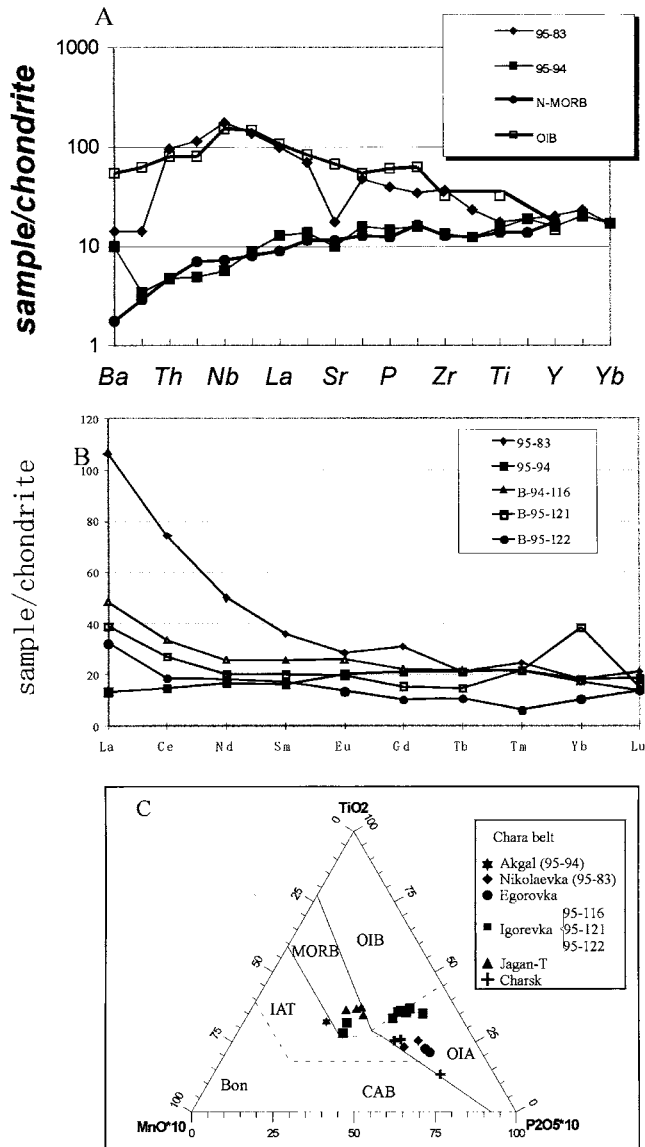 A
1000
100
10
1
sample/chondrite
95-83
95-94
N-MORB
OIB
Ba Th Nb La Sr P Zr Ti Y Yb
B
120
100
80
60
40
20
0
sample/chondrite
95-83
95-94
B-94-116
B-95-121
B-95-122
La Ce Nd Sm Eu Gd Tb Tm Yb Lu
C
TiO2
0 100
25 75
50 50
75 25
100 0
MORB
OIB
IAT
OIA
Bon
CAB
MnO*10 0 25 50 75 100 P2O5*10
Chara belt
Akgal (95-94)
Nikolaevka (95-83)
Egorovka
Igorevka
95-116
95-121
95-122
Jagan-T
Charsk